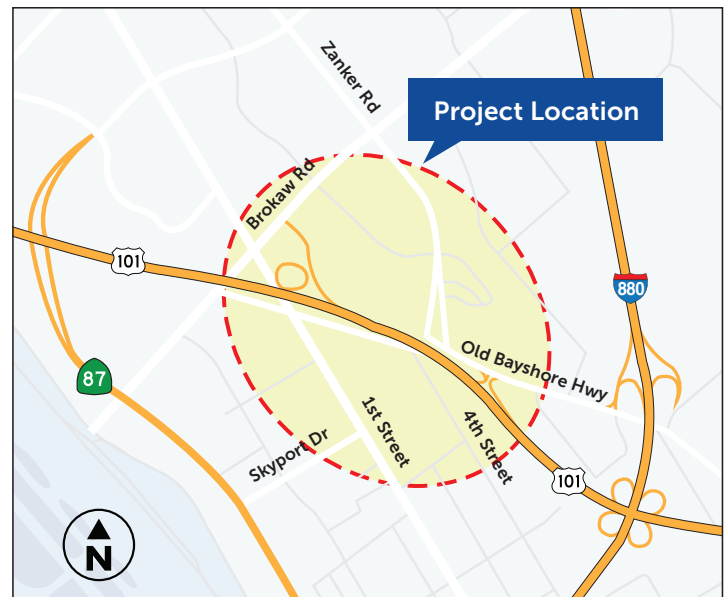 Zanker Rd
Project Location
Brokaw Rd
101
880
87
Old Bayshore Hwy
1st Street
4th Street
Skyport Dr
101
N